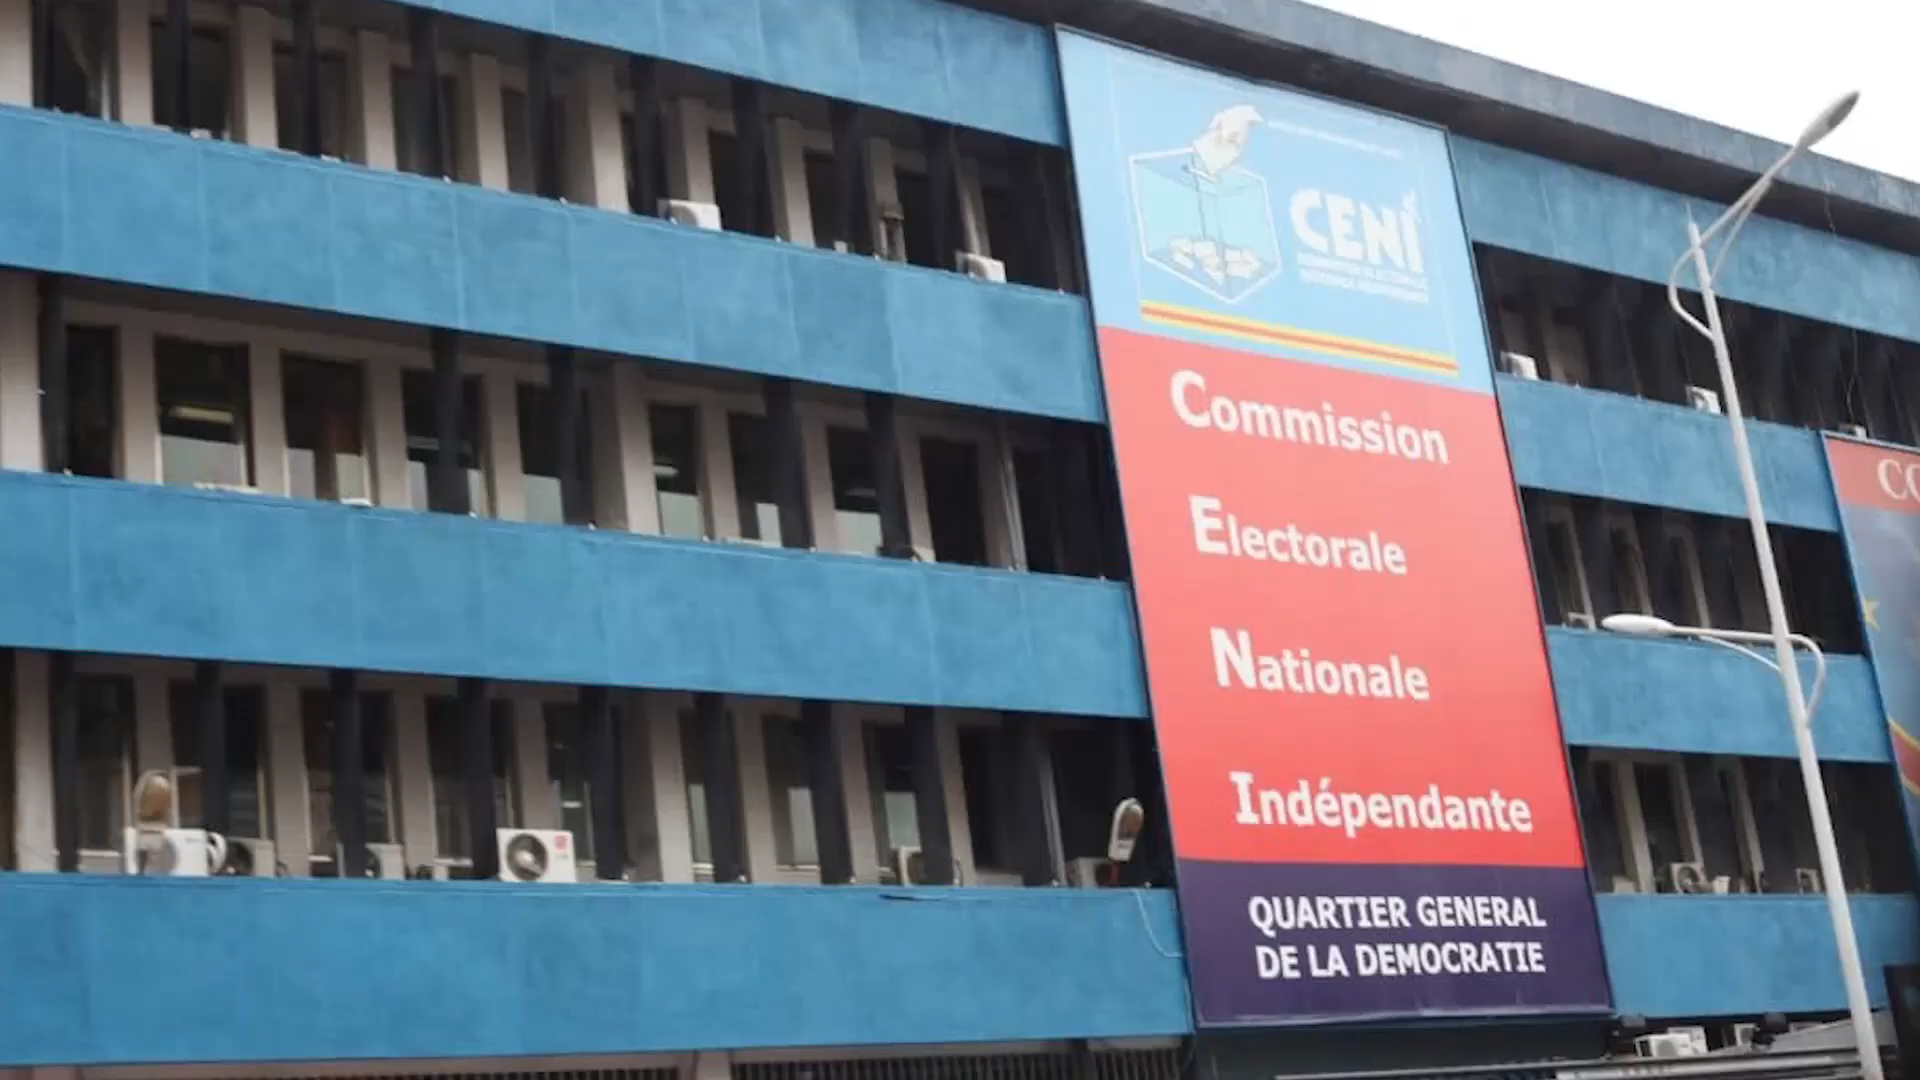 CENI
Commission
Electorale
Nationale
Indépendante
QUARTIER GENERAL
DE LA DEMOCRATIE